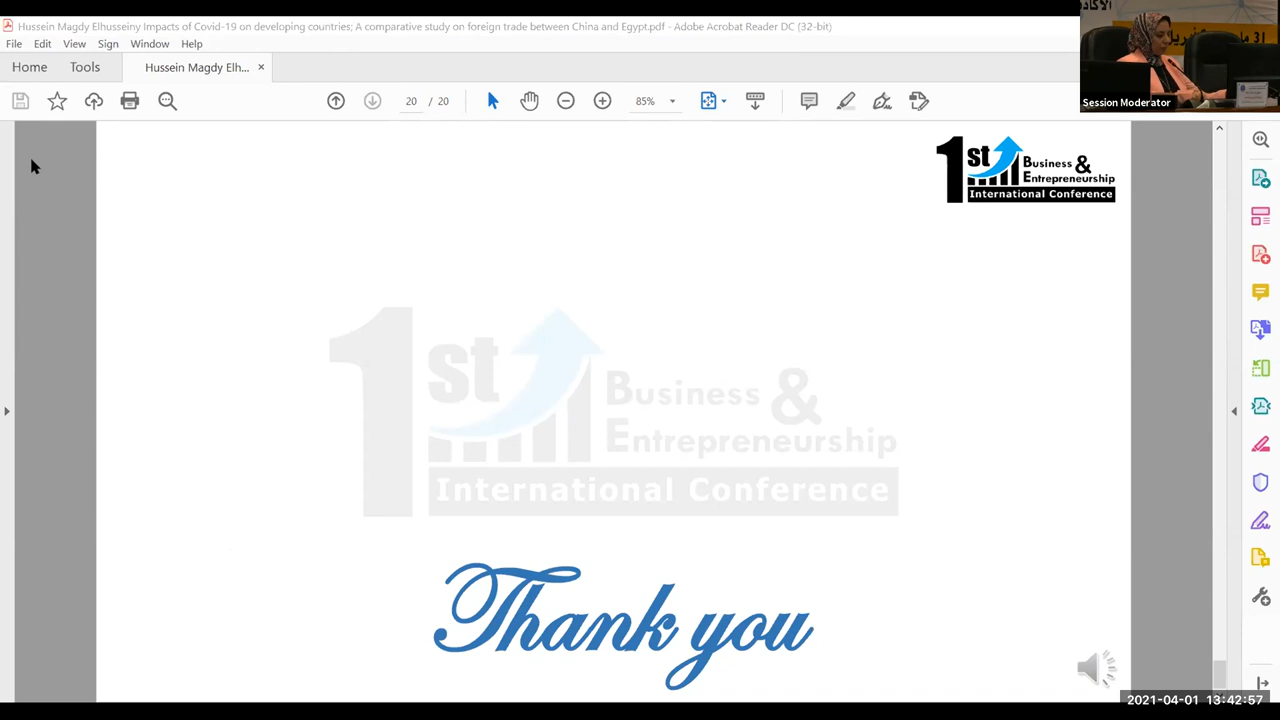 Hussein Magdy Elhusseiny Impacts of Covid-19 on developing countries; A comparative study on foreign trade between China and Egypt.pdf - Adobe Acrobat Reader DC (32-bit)
File Edit View Sign Window Help
Home Tools Hussein Magdy Elh... ×
20 / 20 85%
31
Session Moderator
1st Business & Entrepreneurship
International Conference
1st Business & Entrepreneurship
International Conference
Thank you
2021-04-01 13:42:57